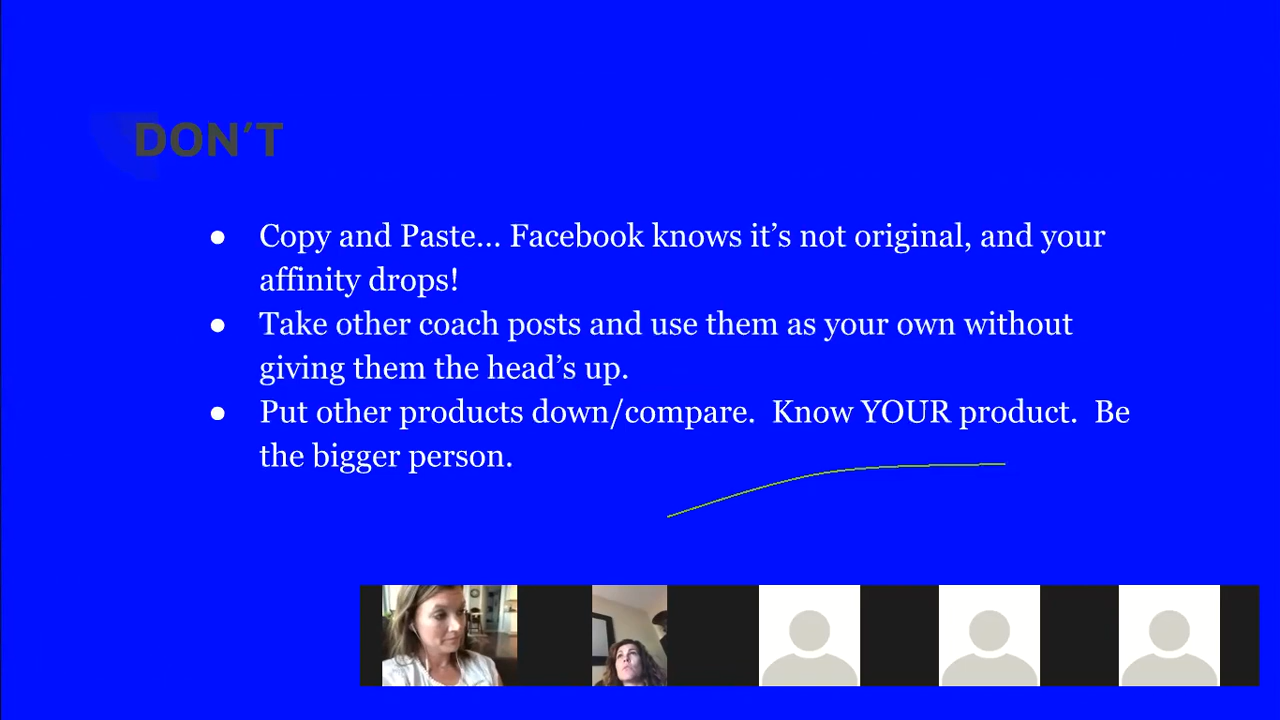 DON’T
● Copy and Paste... Facebook knows it’s not original, and your
affinity drops!
● Take other coach posts and use them as your own without
giving them the head’s up.
● Put other products down/compare.  Know YOUR product.  Be
the bigger person.